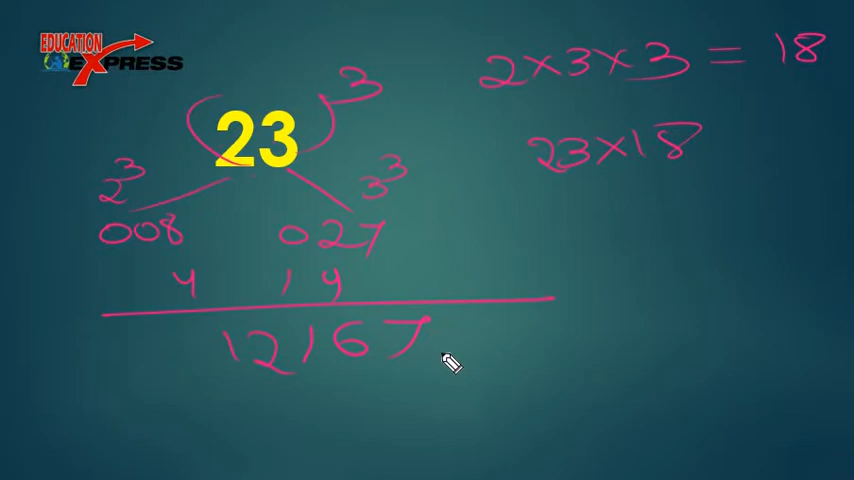 EDUCATION
EXPRESS
2×3×3 = 18
(23)³
23×18
2³ 3³
008 027
4 14
12167